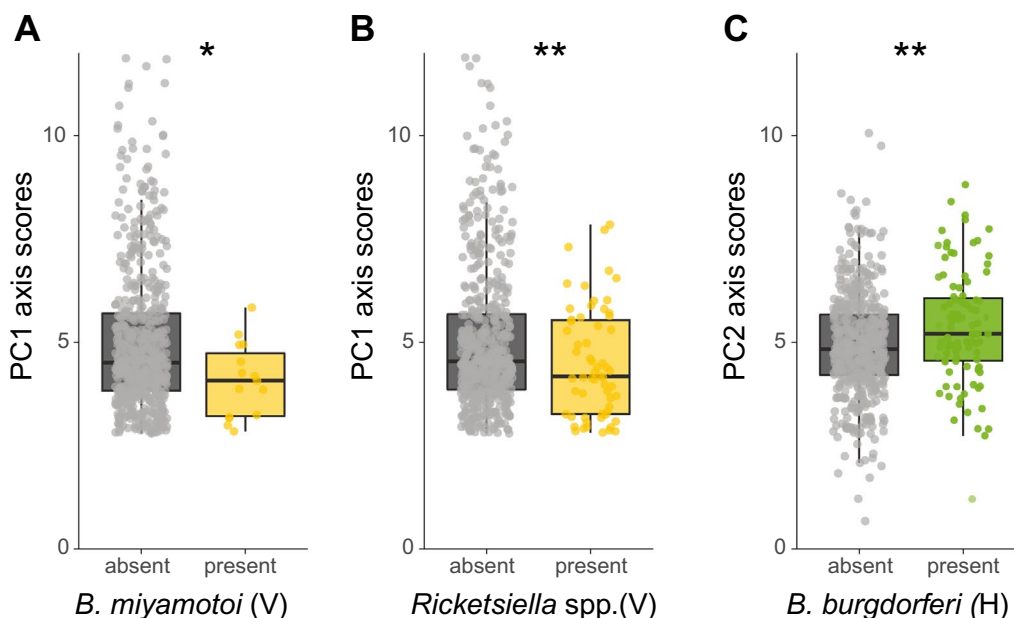 A
*
PC1 axis scores
10
5
0
absent present
B. miyamotoi (V)
B
**
PC1 axis scores
10
5
0
absent present
Ricketsiella spp.(V)
C
**
PC2 axis scores
10
5
0
absent present
B. burgdorferi (H)